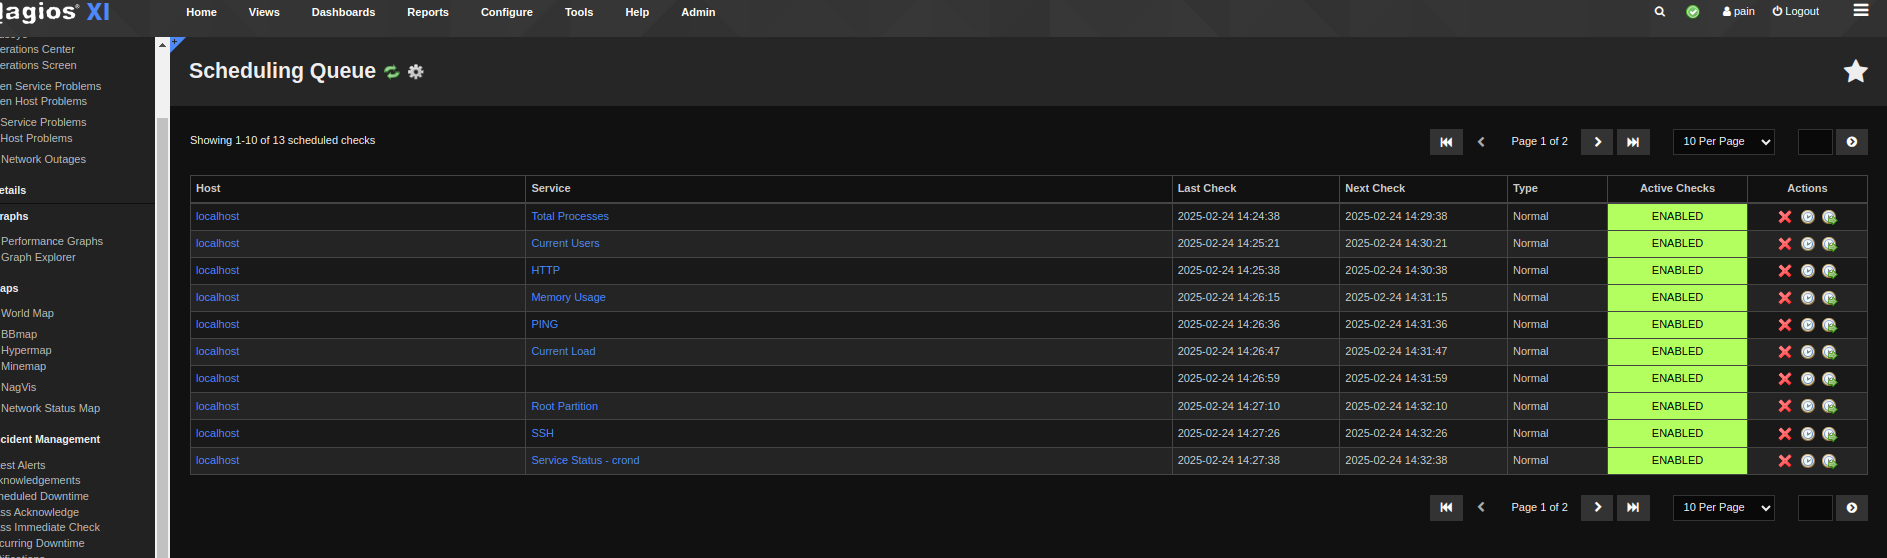 agios® XI
Home Views Dashboards Reports Configure Tools Help Admin
pain Logout
erations Center
erations Screen
en Service Problems
en Host Problems
Service Problems
Host Problems
Network Outages
etails
raphs
Performance Graphs
Graph Explorer
aps
World Map
BBmap
Hypermap
Minemap
NagVis
Network Status Map
cident Management
test Alerts
knowledgements
heduled Downtime
ss Acknowledge
ss Immediate Check
curring Downtime
Scheduling Queue
Showing 1-10 of 13 scheduled checks
Page 1 of 2 10 Per Page
Host Service Last Check Next Check Type Active Checks Actions
localhost Total Processes 2025-02-24 14:24:38 2025-02-24 14:29:38 Normal ENABLED
localhost Current Users 2025-02-24 14:25:21 2025-02-24 14:30:21 Normal ENABLED
localhost HTTP 2025-02-24 14:25:38 2025-02-24 14:30:38 Normal ENABLED
localhost Memory Usage 2025-02-24 14:26:15 2025-02-24 14:31:15 Normal ENABLED
localhost PING 2025-02-24 14:26:36 2025-02-24 14:31:36 Normal ENABLED
localhost Current Load 2025-02-24 14:26:47 2025-02-24 14:31:47 Normal ENABLED
localhost 2025-02-24 14:26:59 2025-02-24 14:31:59 Normal ENABLED
localhost Root Partition 2025-02-24 14:27:10 2025-02-24 14:32:10 Normal ENABLED
localhost SSH 2025-02-24 14:27:26 2025-02-24 14:32:26 Normal ENABLED
localhost Service Status - crond 2025-02-24 14:27:38 2025-02-24 14:32:38 Normal ENABLED
Page 1 of 2 10 Per Page